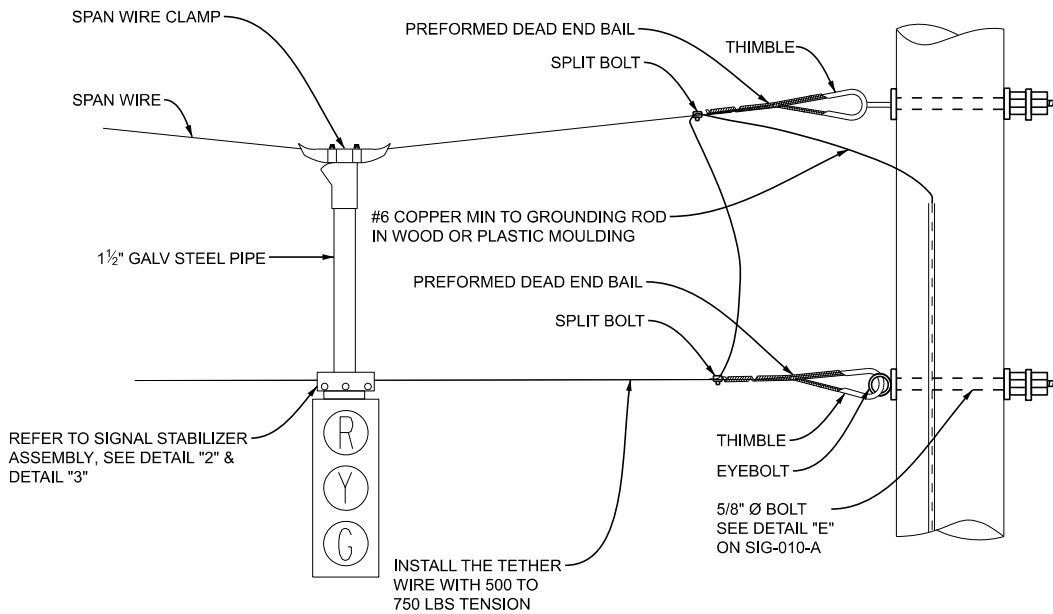 SPAN WIRE CLAMP
PREFORMED DEAD END BAIL
THIMBLE
SPLIT BOLT
SPAN WIRE
#6 COPPER MIN TO GROUNDING ROD
IN WOOD OR PLASTIC MOULDING
1½" GALV STEEL PIPE
PREFORMED DEAD END BAIL
SPLIT BOLT
REFER TO SIGNAL STABILIZER
ASSEMBLY, SEE DETAIL "2" &
DETAIL "3"
R
Y
G
THIMBLE
EYEBOLT
5/8" Ø BOLT
SEE DETAIL "E"
ON SIG-010-A
INSTALL THE TETHER
WIRE WITH 500 TO
750 LBS TENSION